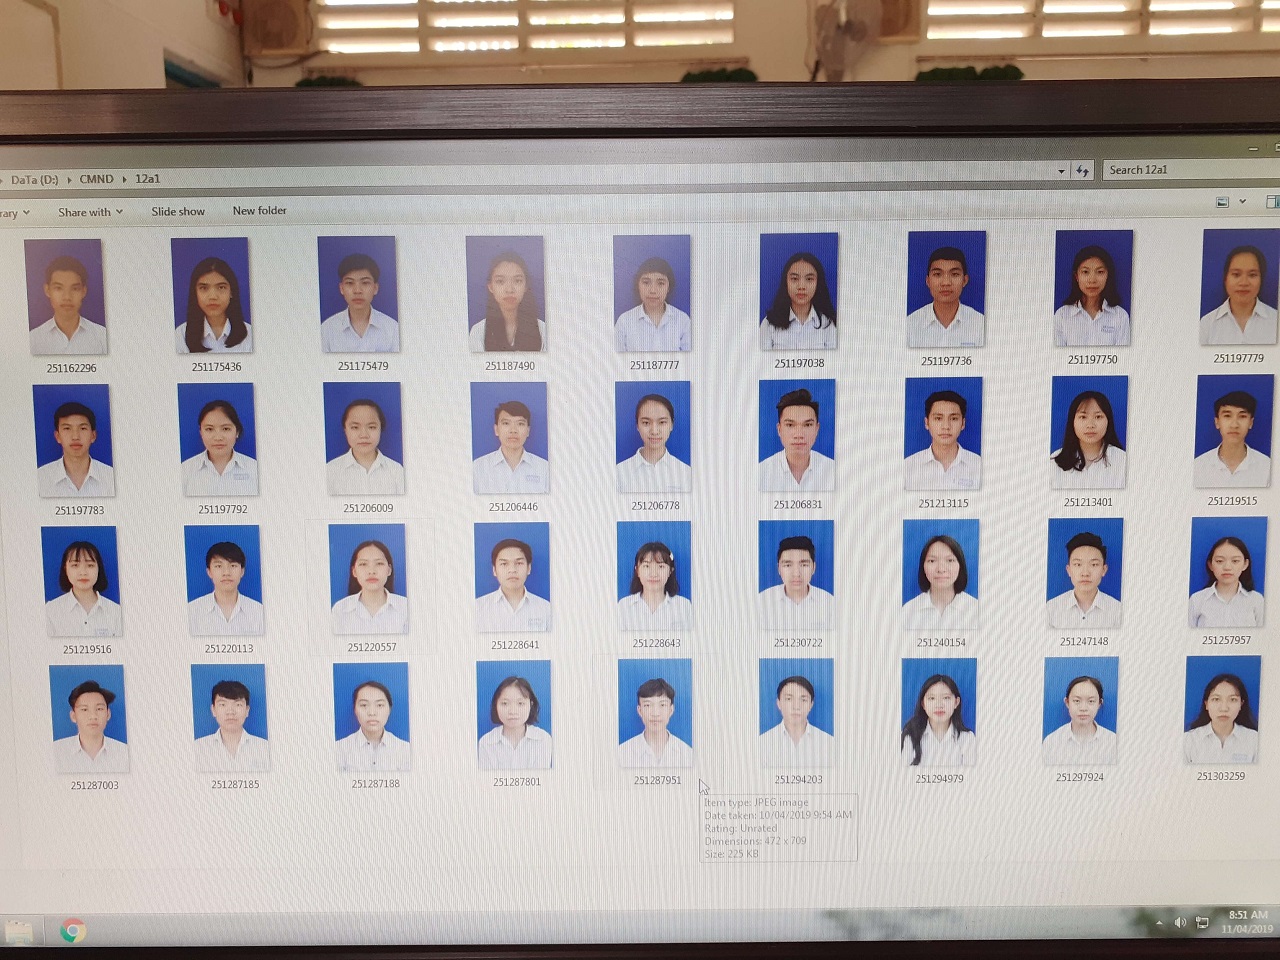 DaTa (D:) CMND 12a1 Search 12a1
Share with Slide show New folder
251162296 251175436 251175479 251187490 251187777 251197038 251197736 251197750 251197779
251197783 251197792 251206009 251206446 251206778 251206831 251213115 251213401 251219515
251219516 251220113 251220557 251228641 251228643 251230722 251240154 251247148 251257957
251287003 251287185 251287188 251287801 251287951 251294203 251294979 251297924 251303259
Item type: JPEG image
Date taken: 10/04/2019 9:54 AM
Rating: Unrated
Dimensions: 472 x 709
Size: 225 KB
8:51 AM
11/04/2019